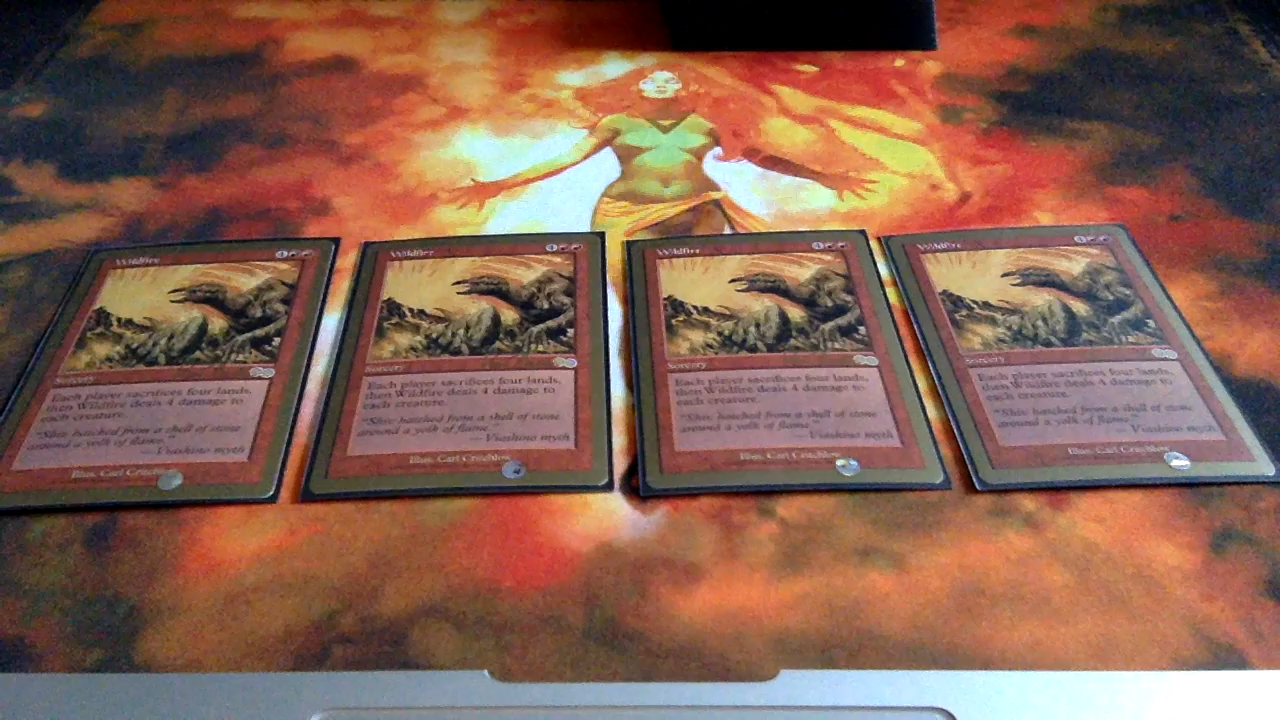 Wildfire
4
Sorcery
Each player sacrifices four lands,
then Wildfire deals 4 damage to
each creature.
"Shiv hatched from a shell of stone
around a yolk of flame."
—Viashino myth
Illus. Carl Critchlow
Wildfire
4
Sorcery
Each player sacrifices four lands,
then Wildfire deals 4 damage to
each creature.
"Shiv hatched from a shell of stone
around a yolk of flame."
—Viashino myth
Illus. Carl Critchlow
Wildfire
4
Sorcery
Each player sacrifices four lands,
then Wildfire deals 4 damage to
each creature.
"Shiv hatched from a shell of stone
around a yolk of flame."
—Viashino myth
Illus. Carl Critchlow
Wildfire
4
Sorcery
Each player sacrifices four lands,
then Wildfire deals 4 damage to
each creature.
"Shiv hatched from a shell of stone
around a yolk of flame."
—Viashino myth
Illus. Carl Critchlow